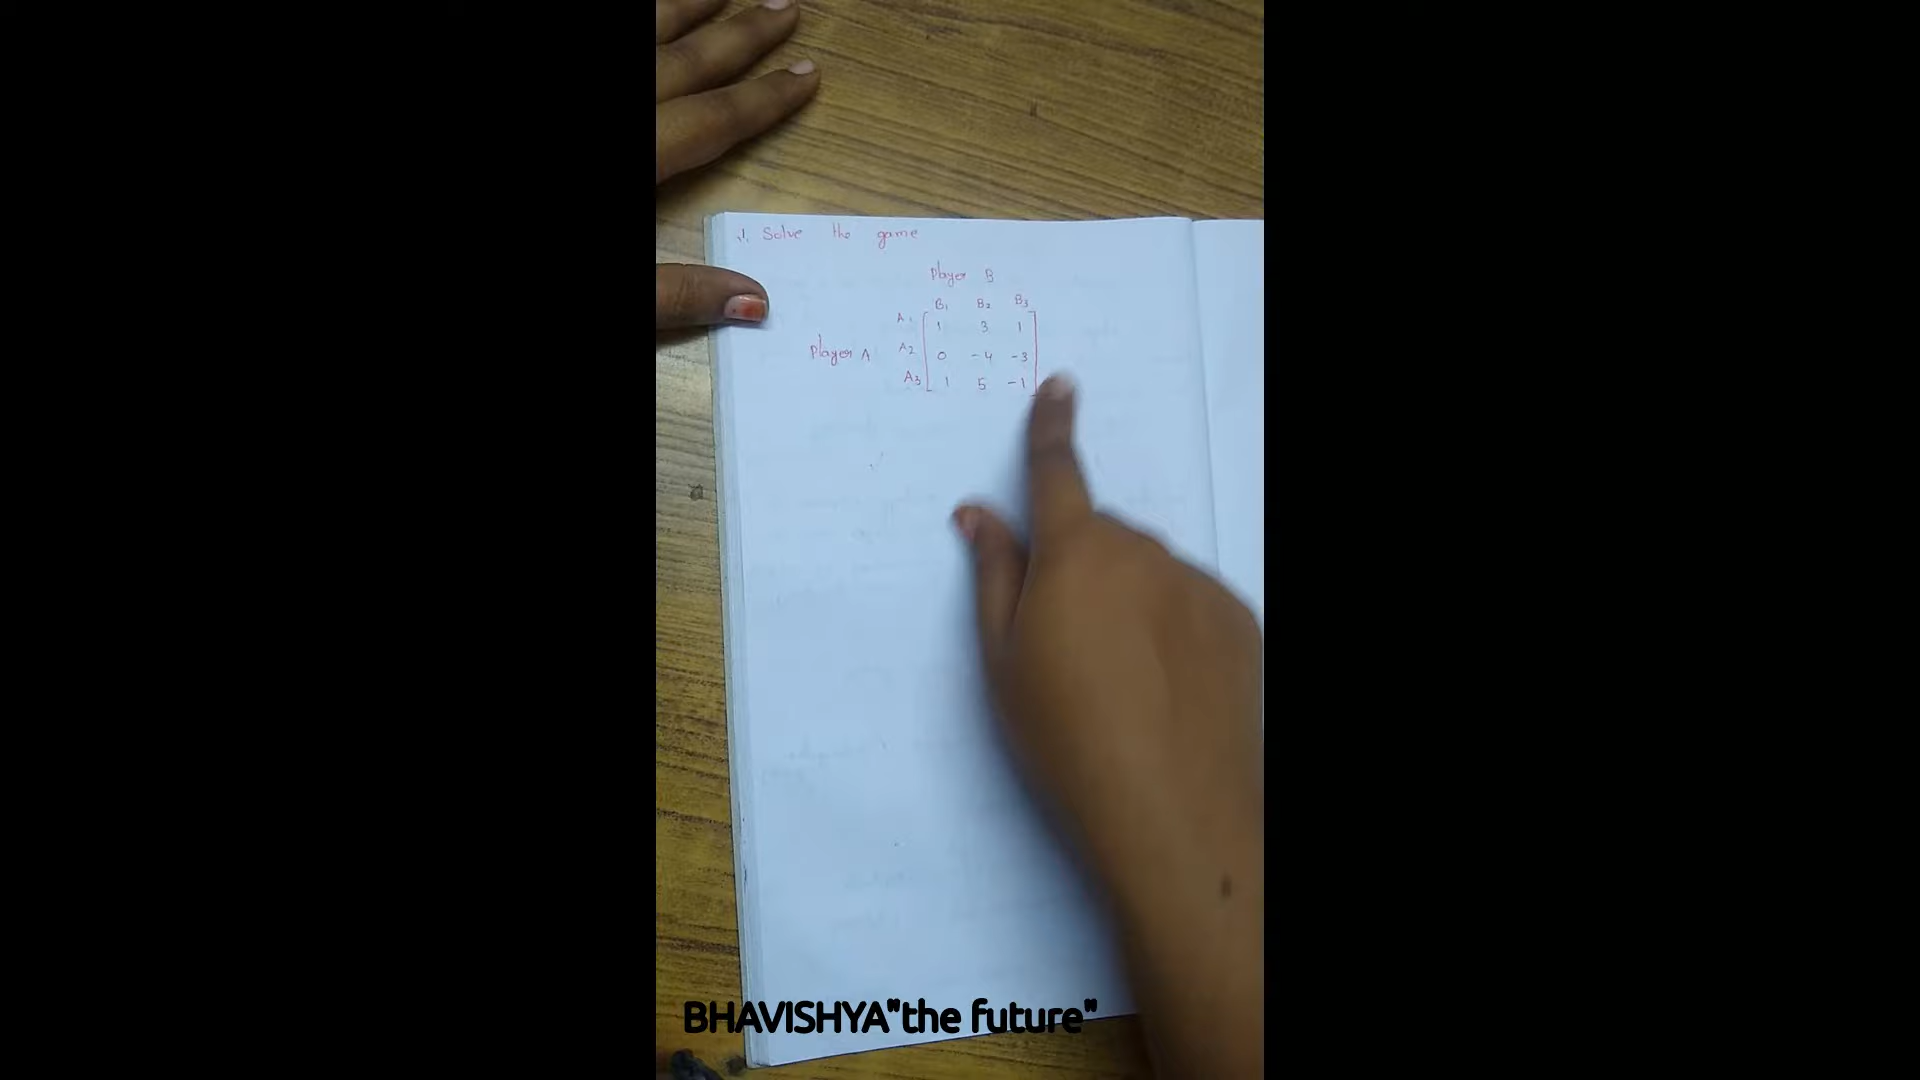 1. Solve the game
Player B
B1 B2 B3
A1 1 3 1
Player A A2 0 -4 -3
A3 1 5 -1
BHAVISHYA"the future"